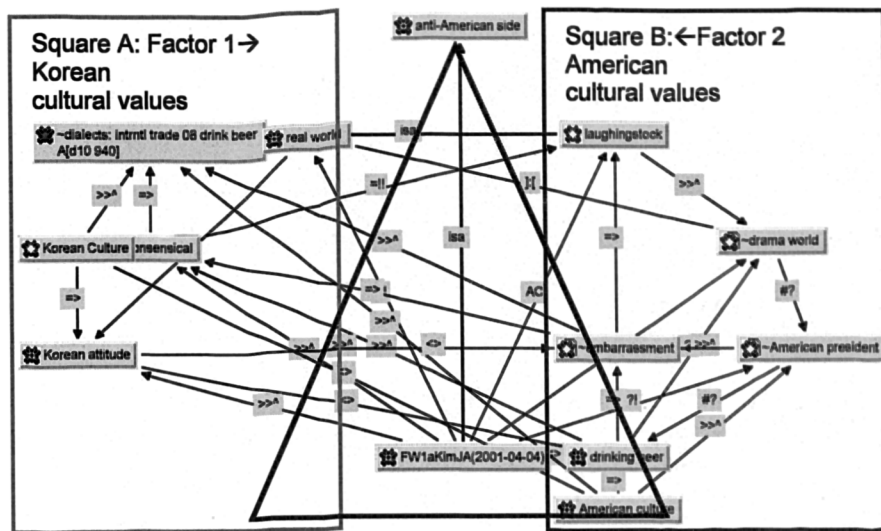 anti-American side
Square A: Factor 1→
Korean
cultural values
Square B:←Factor 2
American
cultural values
~dialects: intrntl trade 08 drink beer
A[d10 940]
real world
isa
laughingstock
=!!
}:{
>>^
=>
>>^
Korean Culture
nsensical
>>^
isa
=>
~drama world
=>
=>
AC
#?
>>^
Korean attitude
>>^
>>^
>>^
<>
~embarrassment
>>^
~American president
<>
>>^
<>
=>
?!
#?
>>^
FW1aKimJA(2001-04-04)
drinking beer
=>
American culture